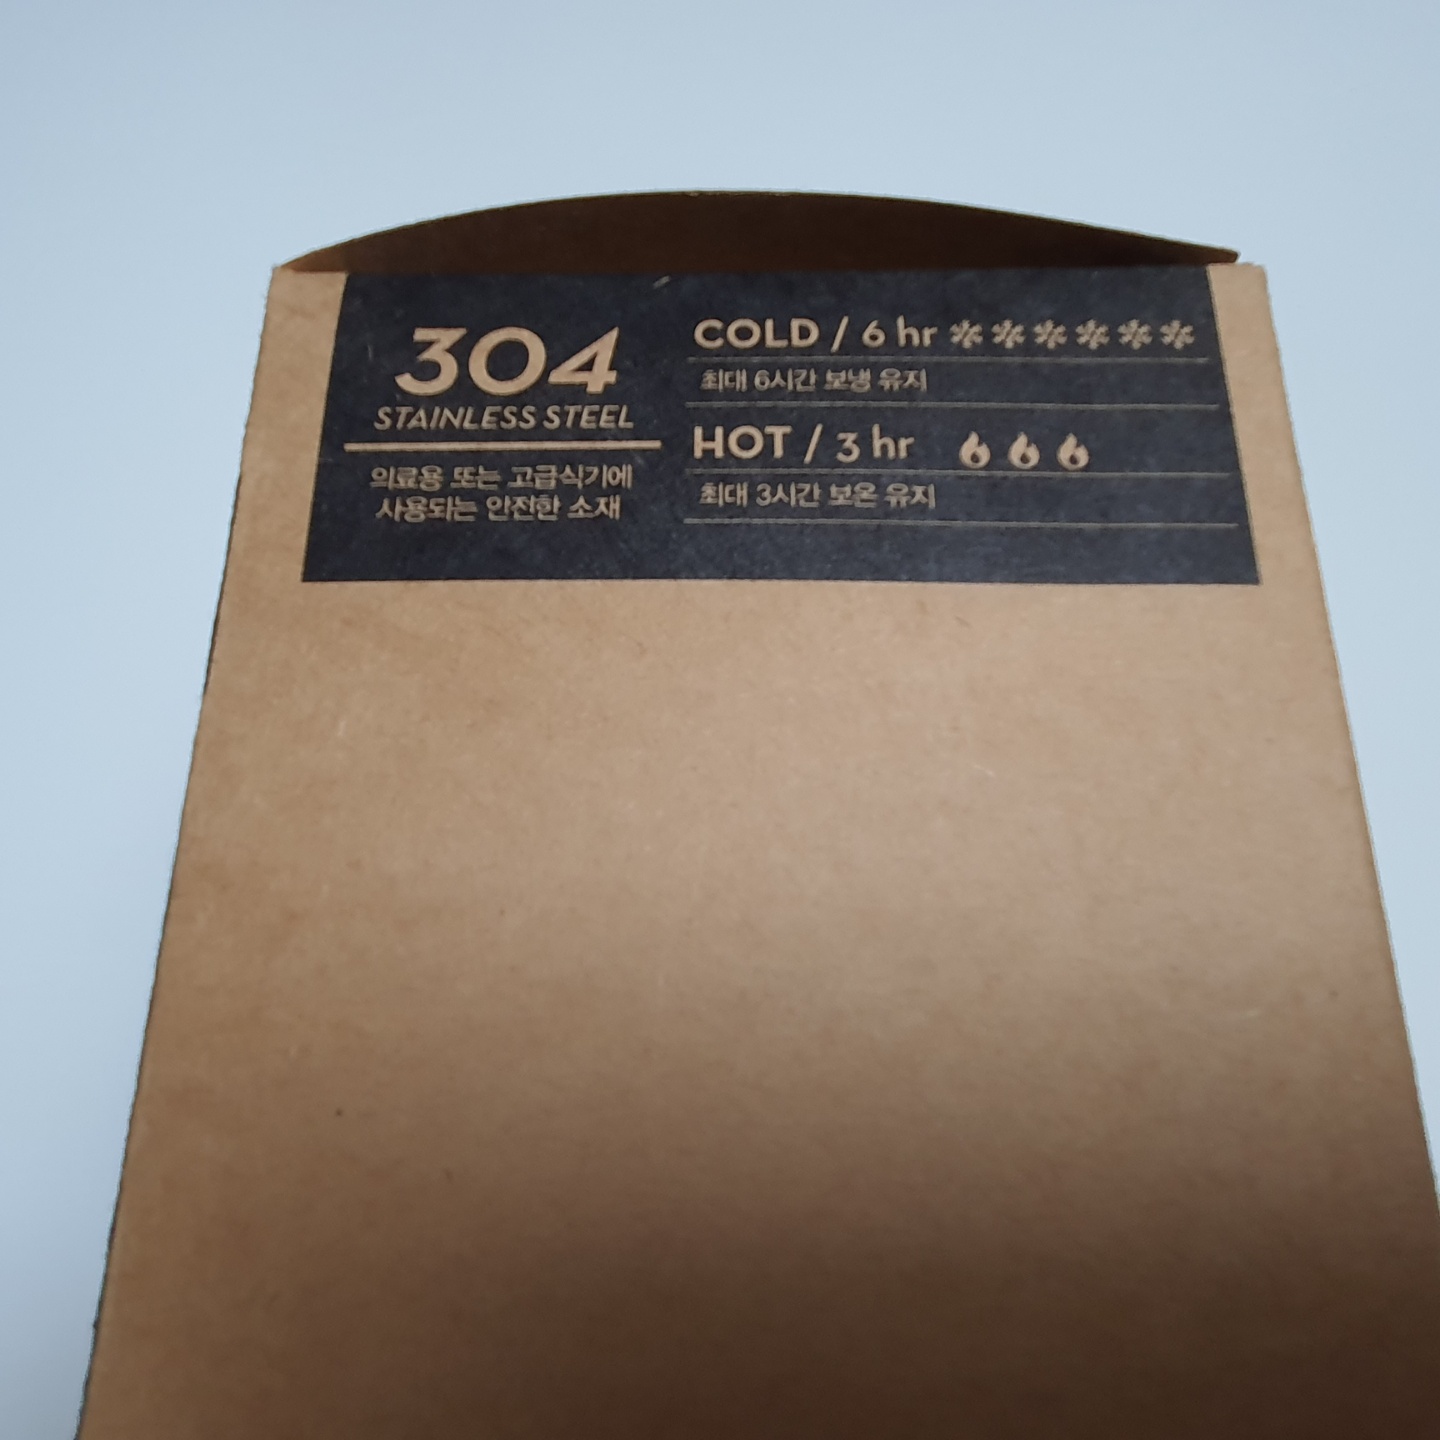 304
STAINLESS STEEL
의료용 또는 고급식기에
사용되는 안전한 소재
COLD / 6 hr
최대 6시간 보냉 유지
HOT / 3 hr
최대 3시간 보온 유지